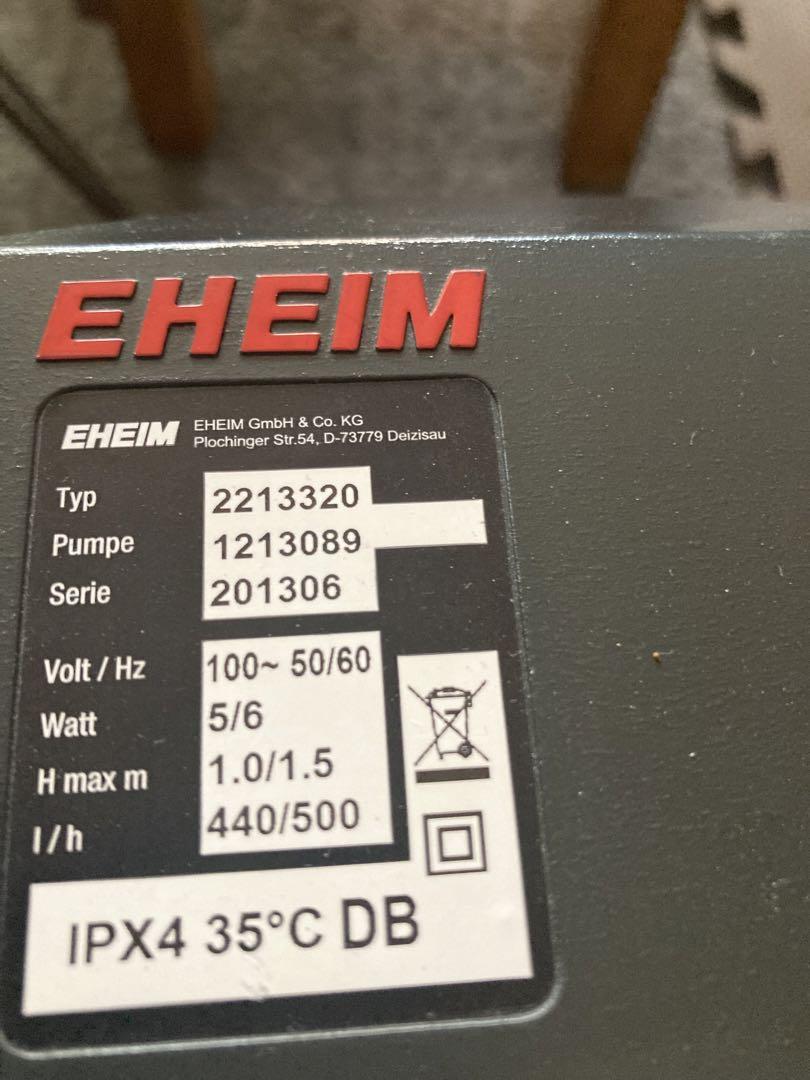 EHEIM
EHEIM EHEIM GmbH & Co. KG
Plochinger Str.54, D-73779 Deizisau
Typ 2213320
Pumpe 1213089
Serie 201306
Volt / Hz 100~ 50/60
Watt 5/6
H max m 1.0/1.5
l/h 440/500
IPX4 35°C DB